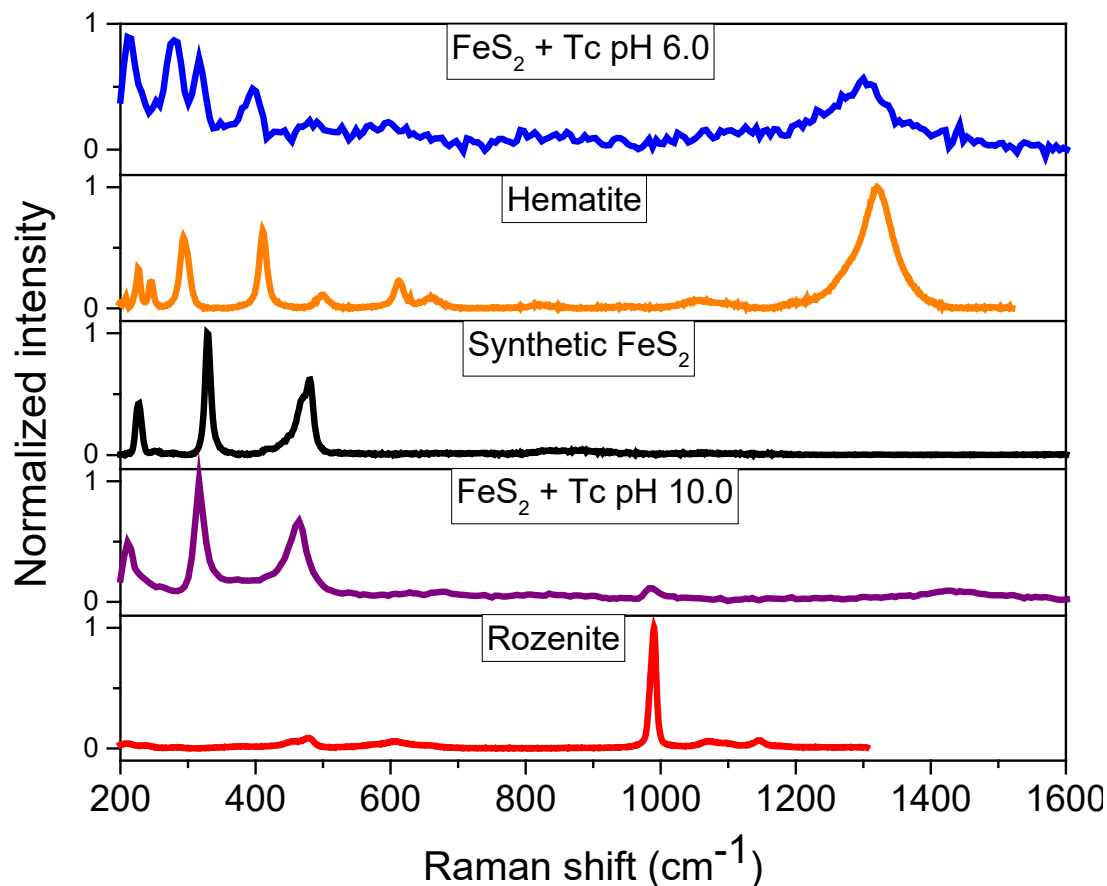 Normalized intensity
1
0
FeS₂ + Tc pH 6.0
1
0
Hematite
1
0
Synthetic FeS₂
1
0
FeS₂ + Tc pH 10.0
1
0
Rozenite
200 400 600 800 1000 1200 1400 1600
Raman shift (cm⁻¹)